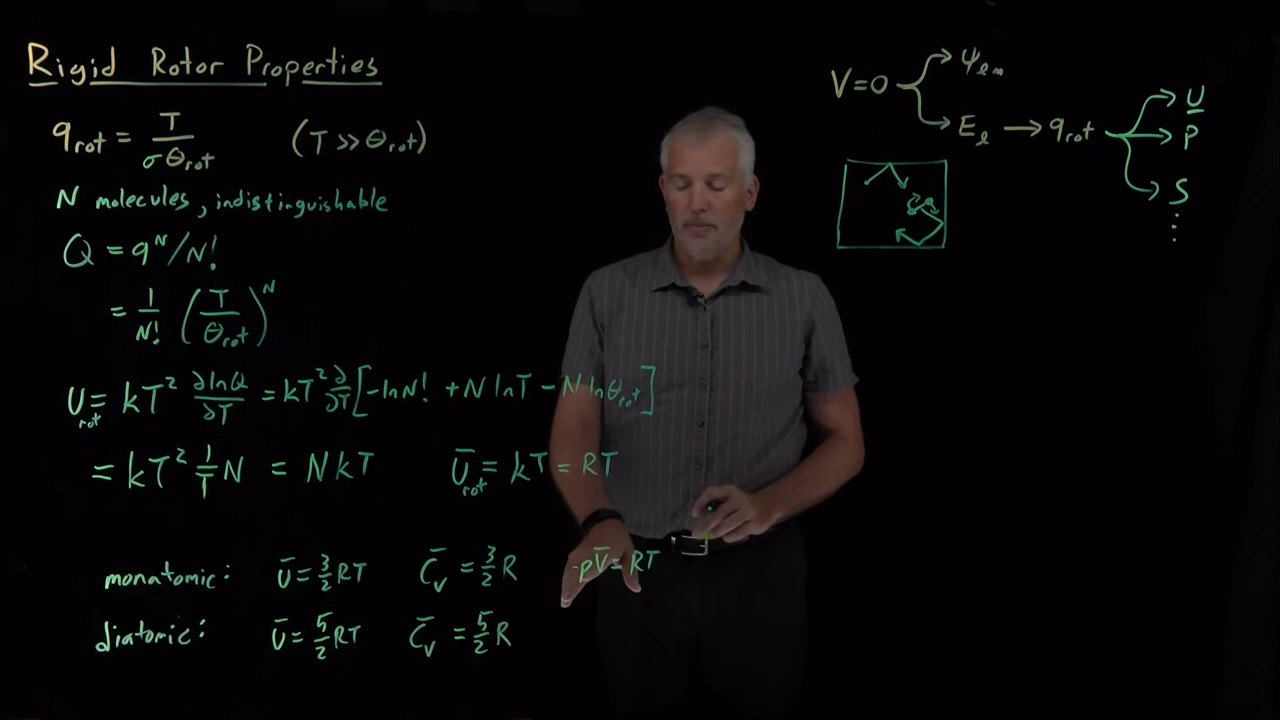 Rigid Rotor Properties
q_rot = T / σΘ_rot (T >> Θ_rot)
N molecules, indistinguishable
Q = q^N/N!
= 1/N! (T/Θ_rot)^N
U_rot = kT² ∂lnQ/∂T = kT² ∂/∂T [-lnN! + N lnT - N lnΘ_rot]
= kT² 1/T N = NkT Ū_rot = kT = RT
monatomic: Ū = 3/2 RT C̄_V = 3/2 R pV̄ = RT
diatomic: Ū = 5/2 RT C̄_V = 5/2 R
V=0 → ψ_lm
→ E_l → q_rot → U
→ P
→ S
⋮